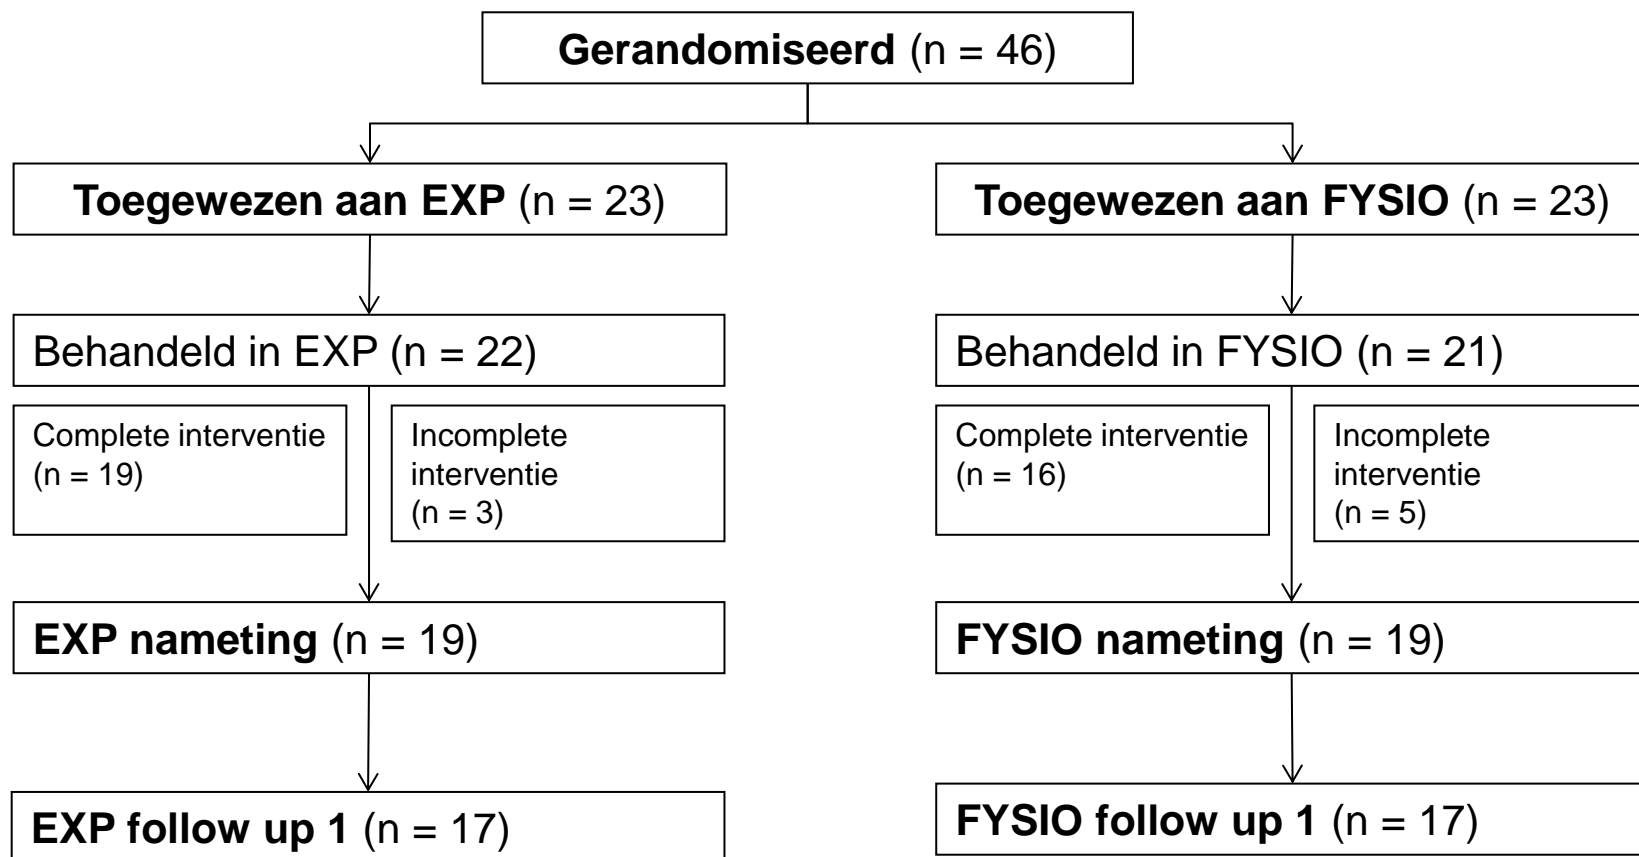 Gerandomiseerd (n = 46)
Toegewezen aan EXP (n = 23)
Toegewezen aan FYSIO (n = 23)
Behandeld in EXP (n = 22)
Behandeld in FYSIO (n = 21)
Complete interventie
(n = 19)
Incomplete
interventie
(n = 3)
Complete interventie
(n = 16)
Incomplete
interventie
(n = 5)
EXP nameting (n = 19)
FYSIO nameting (n = 19)
EXP follow up 1 (n = 17)
FYSIO follow up 1 (n = 17)